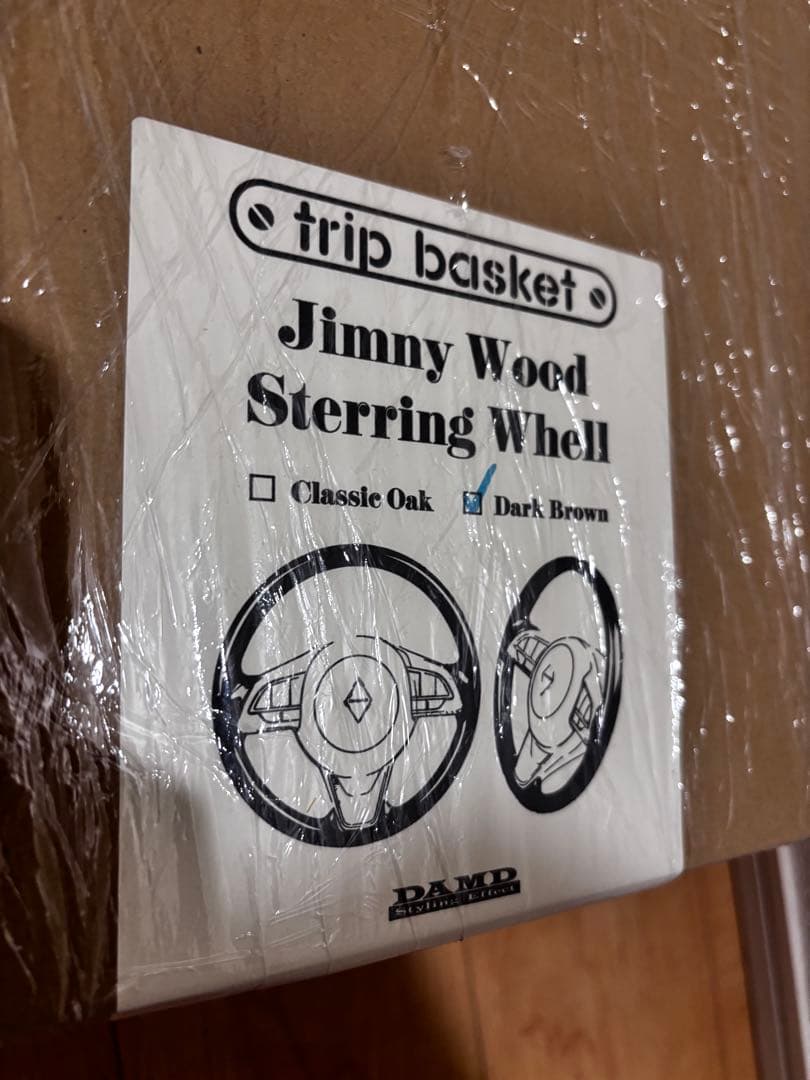 trip basket
Jimny Wood
Sterring Whell
Classic Oak Dark Brown
DAMD
Styling Effect